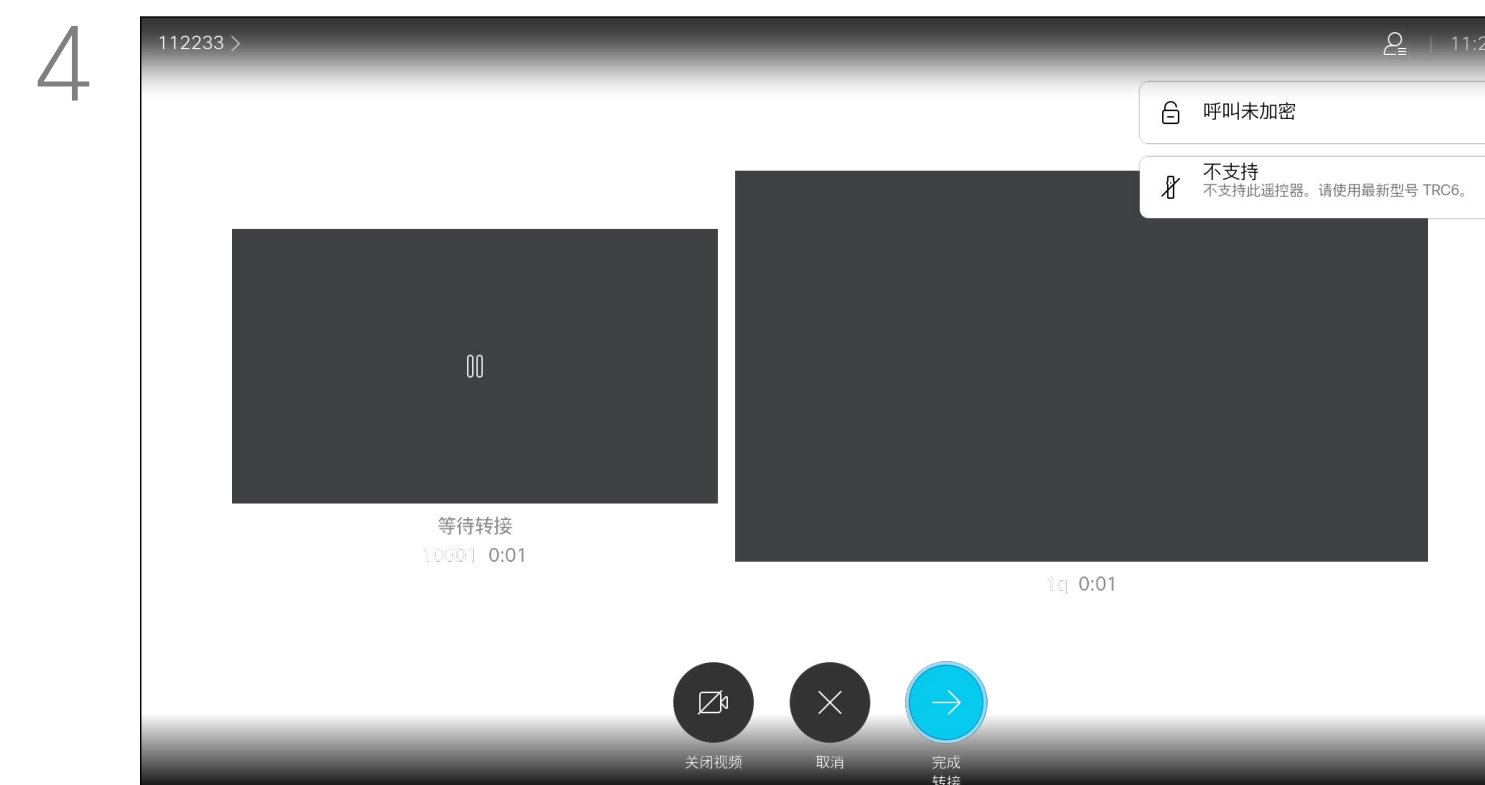 4
112233
11:2
呼叫未加密
不支持
不支持此遥控器。请使用最新型号 TRC6。
等待转接
10001 0:01
1q 0:01
关闭视频
取消
完成
转接